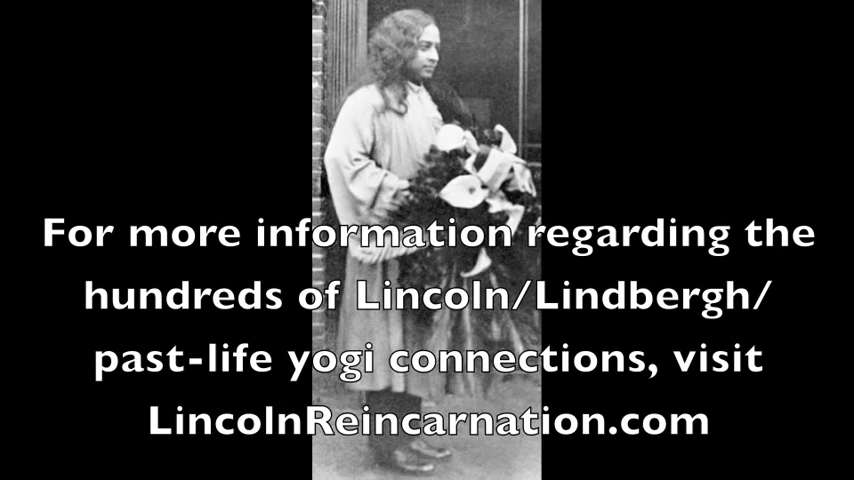 For more information regarding the
hundreds of Lincoln/Lindbergh/
past-life yogi connections, visit
LincolnReincarnation.com